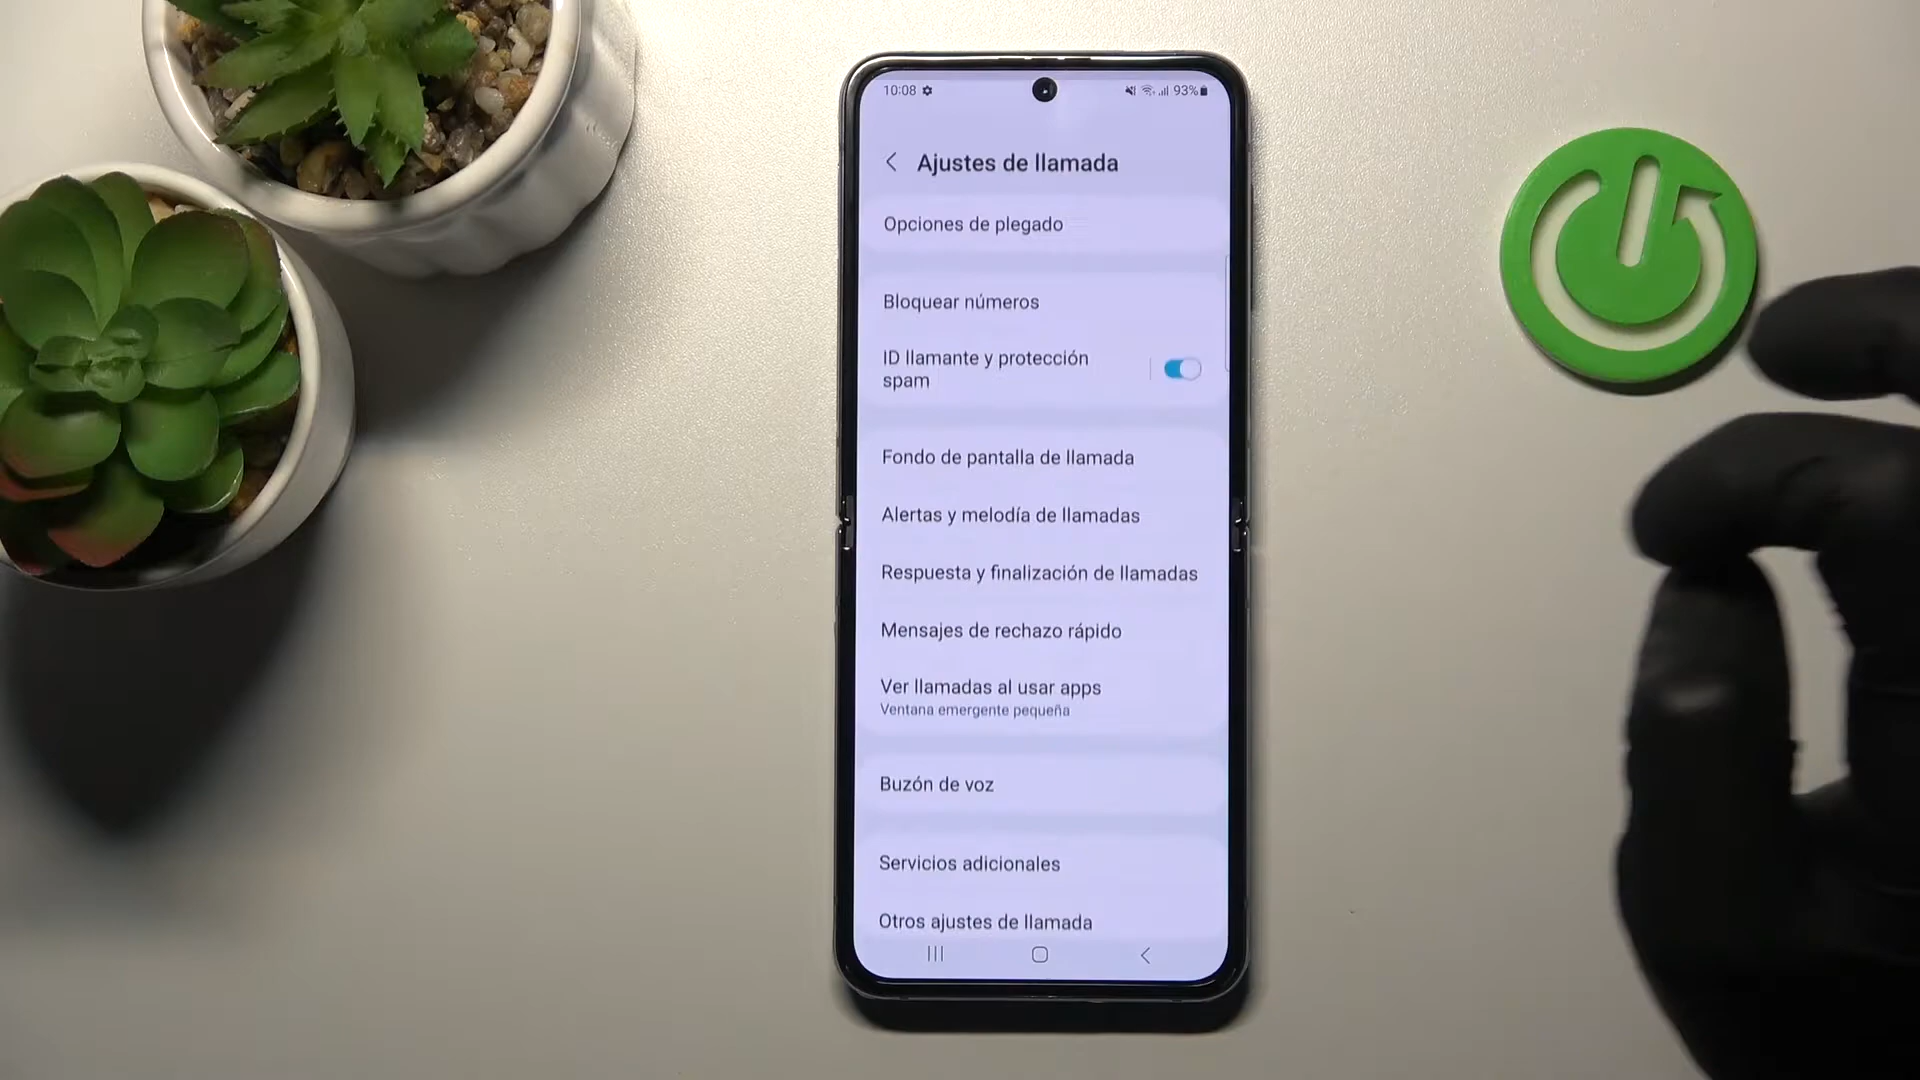 10:08
93%
Ajustes de llamada
Opciones de plegado
Bloquear números
ID llamante y protección
spam
Fondo de pantalla de llamada
Alertas y melodía de llamadas
Respuesta y finalización de llamadas
Mensajes de rechazo rápido
Ver llamadas al usar apps
Ventana emergente pequeña
Buzón de voz
Servicios adicionales
Otros ajustes de llamada